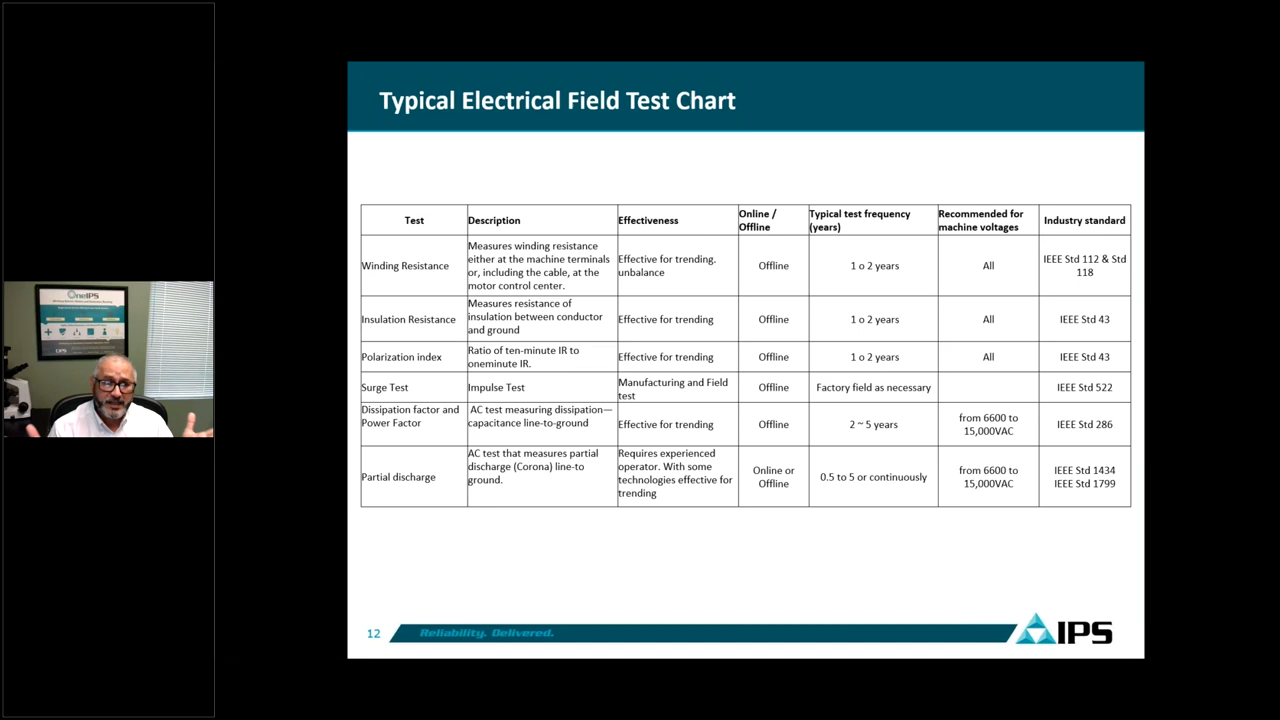 OneIPS
Typical Electrical Field Test Chart
Test
Description
Effectiveness
Online /
Offline
Typical test frequency
(years)
Recommended for
machine voltages
Industry standard
Winding Resistance
Measures winding resistance
either at the machine terminals
or, including the cable, at the
motor control center.
Effective for trending.
unbalance
Offline
1 o 2 years
All
IEEE Std 112 & Std
118
Insulation Resistance
Measures resistance of
insulation between conductor
and ground
Effective for trending
Offline
1 o 2 years
All
IEEE Std 43
Polarization index
Ratio of ten-minute IR to
oneminute IR.
Effective for trending
Offline
1 o 2 years
All
IEEE Std 43
Surge Test
Impulse Test
Manufacturing and Field
test
Offline
Factory field as necessary
IEEE Std 522
Dissipation factor and
Power Factor
AC test measuring dissipation—
capacitance line-to-ground
Effective for trending
Offline
2 ~ 5 years
from 6600 to
15,000VAC
IEEE Std 286
Partial discharge
AC test that measures partial
discharge (Corona) line-to
ground.
Requires experienced
operator. With some
technologies effective for
trending
Online or
Offline
0.5 to 5 or continuously
from 6600 to
15,000VAC
IEEE Std 1434
IEEE Std 1799
12
Reliability. Delivered.
IPS